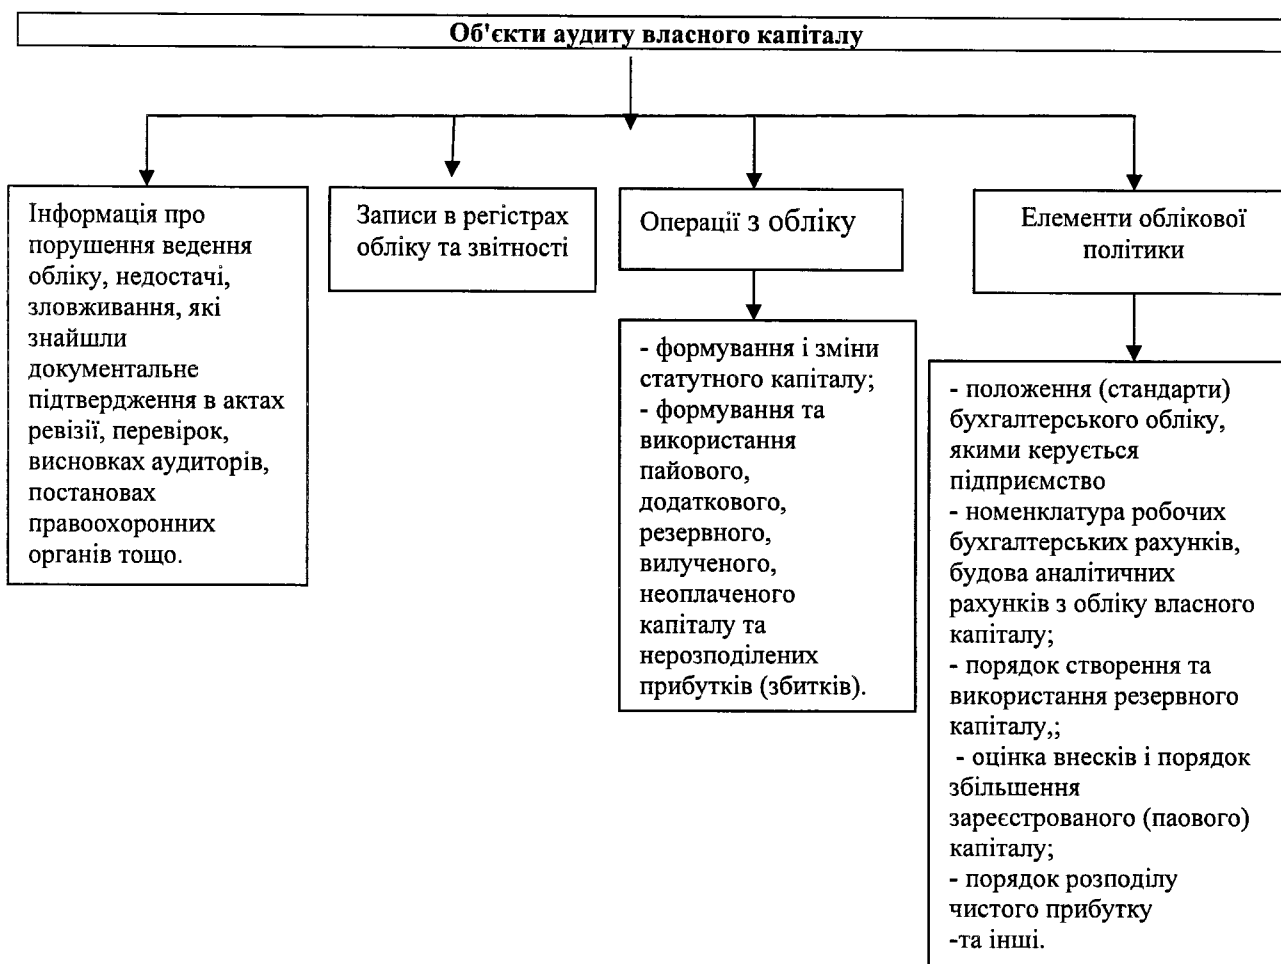 Об'єкти аудиту власного капіталу
Інформація про
порушення ведення
обліку, недостачі,
зловживання, які
знайшли
документальне
підтвердження в актах
ревізії, перевірок,
висновках аудиторів,
постановах
правоохоронних
органів тощо.
Записи в регістрах
обліку та звітності
Операції з обліку
- формування і зміни
статутного капіталу;
- формування та
використання
пайового,
додаткового,
резервного,
вилученого,
неоплаченого
капіталу та
нерозподілених
прибутків (збитків).
Елементи облікової
політики
- положення (стандарти)
бухгалтерського обліку,
якими керується
підприємство
- номенклатура робочих
бухгалтерських рахунків,
будова аналітичних
рахунків з обліку власного
капіталу;
- порядок створення та
використання резервного
капіталу,;
- оцінка внесків і порядок
збільшення
зареєстрованого (паового)
капіталу;
- порядок розподілу
чистого прибутку
-та інші.